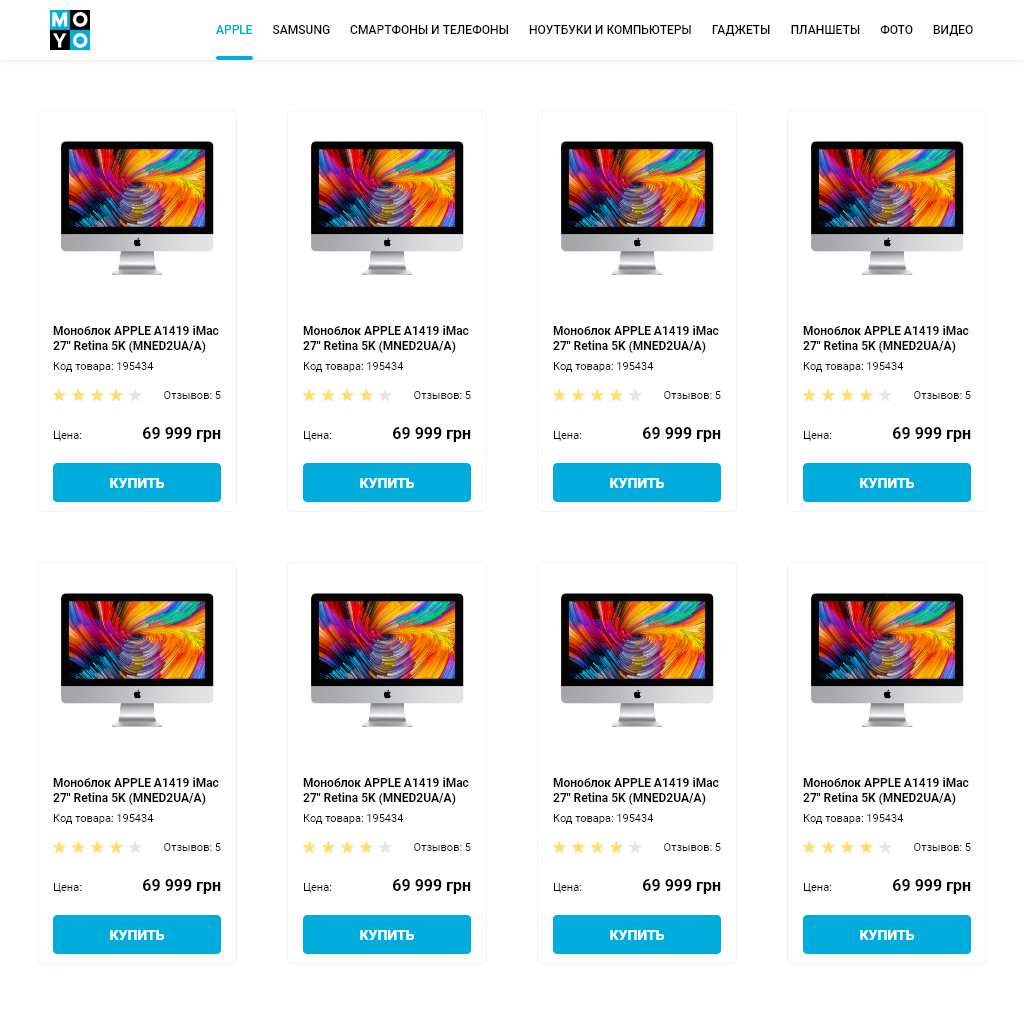 MO
YO
APPLE SAMSUNG СМАРТФОНЫ И ТЕЛЕФОНЫ НОУТБУКИ И КОМПЬЮТЕРЫ ГАДЖЕТЫ ПЛАНШЕТЫ ФОТО ВИДЕО
Моноблок APPLE A1419 iMac
27" Retina 5K (MNED2UA/A)
Код товара: 195434
Отзывов: 5
Цена: 69 999 грн
КУПИТЬ
Моноблок APPLE A1419 iMac
27" Retina 5K (MNED2UA/A)
Код товара: 195434
Отзывов: 5
Цена: 69 999 грн
КУПИТЬ
Моноблок APPLE A1419 iMac
27" Retina 5K (MNED2UA/A)
Код товара: 195434
Отзывов: 5
Цена: 69 999 грн
КУПИТЬ
Моноблок APPLE A1419 iMac
27" Retina 5K (MNED2UA/A)
Код товара: 195434
Отзывов: 5
Цена: 69 999 грн
КУПИТЬ
Моноблок APPLE A1419 iMac
27" Retina 5K (MNED2UA/A)
Код товара: 195434
Отзывов: 5
Цена: 69 999 грн
КУПИТЬ
Моноблок APPLE A1419 iMac
27" Retina 5K (MNED2UA/A)
Код товара: 195434
Отзывов: 5
Цена: 69 999 грн
КУПИТЬ
Моноблок APPLE A1419 iMac
27" Retina 5K (MNED2UA/A)
Код товара: 195434
Отзывов: 5
Цена: 69 999 грн
КУПИТЬ
Моноблок APPLE A1419 iMac
27" Retina 5K (MNED2UA/A)
Код товара: 195434
Отзывов: 5
Цена: 69 999 грн
КУПИТЬ